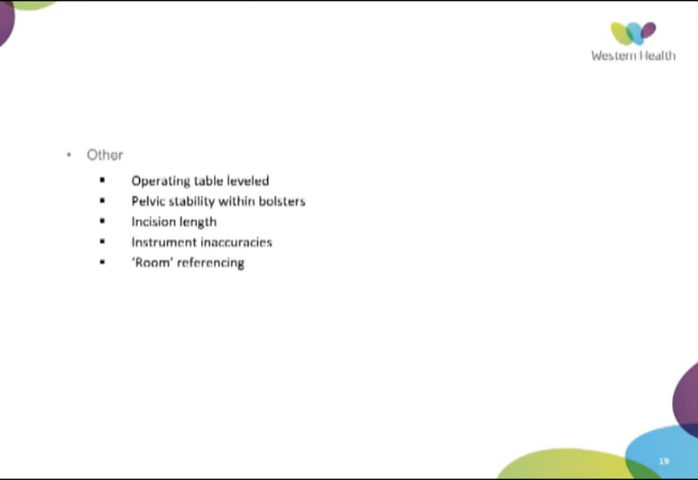 Western Health
• Other
▪ Operating table leveled
▪ Pelvic stability within bolsters
▪ Incision length
▪ Instrument inaccuracies
▪ ‘Room’ referencing
19